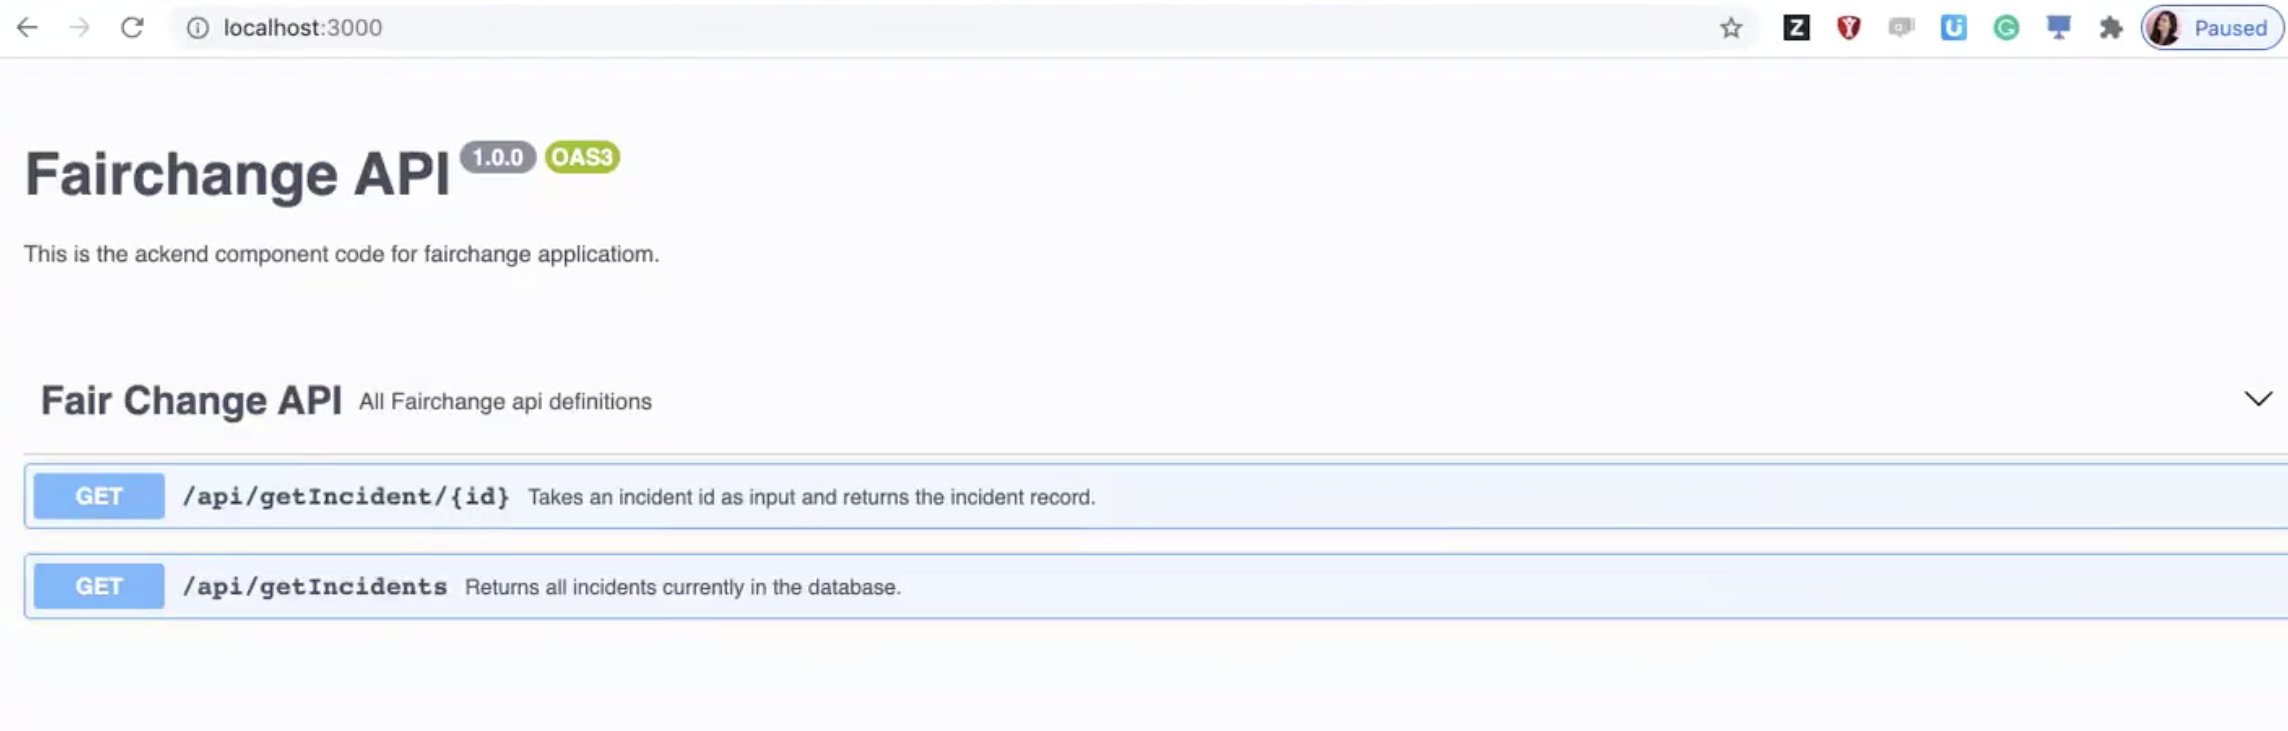 localhost:3000
Paused
Fairchange API 1.0.0 OAS3
This is the ackend component code for fairchange applicatiom.
Fair Change API All Fairchange api definitions
GET /api/getIncident/{id} Takes an incident id as input and returns the incident record.
GET /api/getIncidents Returns all incidents currently in the database.